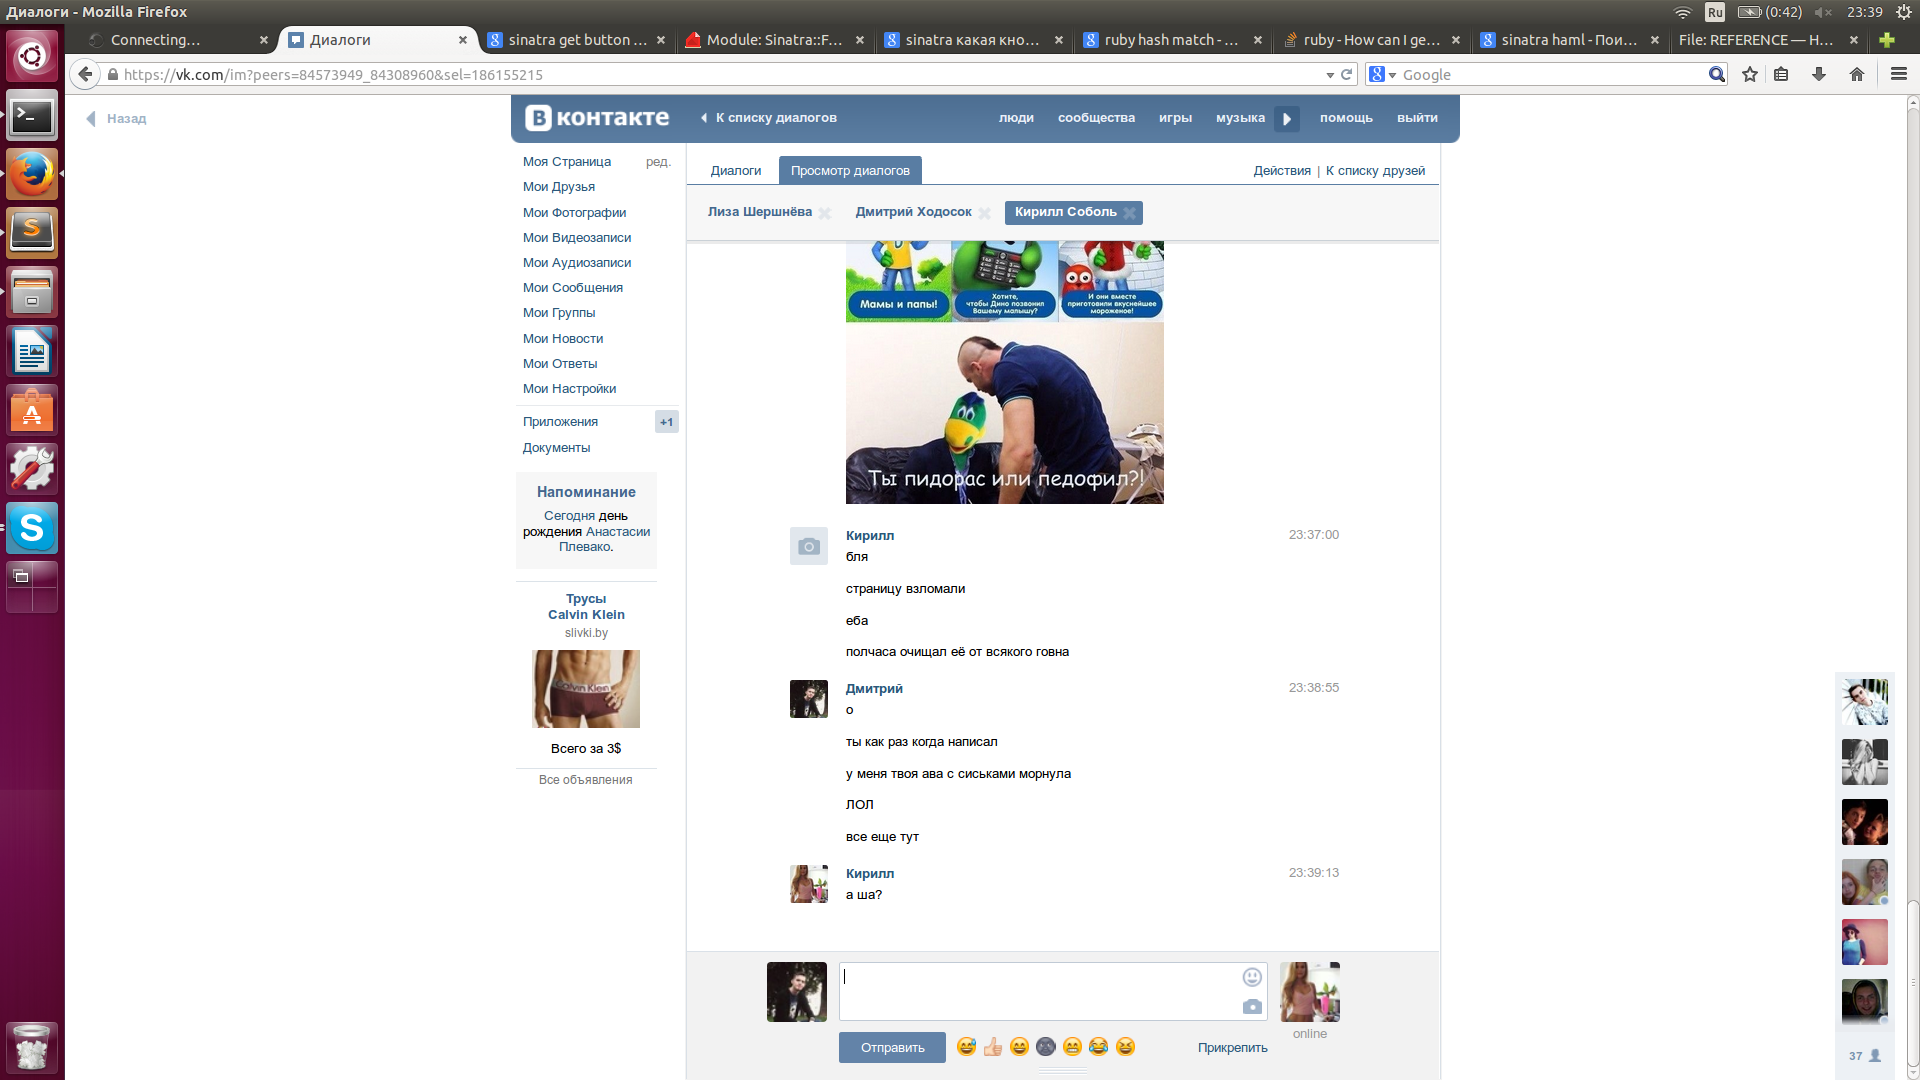 Диалоги - Mozilla Firefox
Ru
(0:42)
23:39
Connecting...
Диалоги
sinatra get button ...
Module: Sinatra::F...
sinatra какая кно...
ruby hash match - ...
ruby - How can I ge...
sinatra haml - Пои...
File: REFERENCE — H...
https://vk.com/im?peers=84573949_84308960&sel=186155215
Google
Назад
В контакте
К списку диалогов
люди
сообщества
игры
музыка
помощь
выйти
Моя Страница
ред.
Мои Друзья
Мои Фотографии
Мои Видеозаписи
Мои Аудиозаписи
Мои Сообщения
Мои Группы
Мои Новости
Мои Ответы
Мои Настройки
Приложения
+1
Документы
Напоминание
Сегодня день
рождения Анастасии
Плевако.
Трусы
Calvin Klein
slivki.by
Calvin Klein
Всего за 3$
Все объявления
Диалоги
Просмотр диалогов
Действия | К списку друзей
Лиза Шершнёва
Дмитрий Ходосок
Кирилл Соболь
Мамы и папы!
Хотите,
чтобы Дино позвонил
Вашему малышу?
И они вместе
приготовили вкуснейшее
мороженое!
Ты пидорас или педофил?!
Кирилл
23:37:00
бля
страницу взломали
еба
полчаса очищал её от всякого говна
Дмитрий
23:38:55
о
ты как раз когда написал
у меня твоя ава с сиськами морнула
ЛОЛ
все еще тут
Кирилл
23:39:13
а ша?
online
Отправить
Прикрепить
37